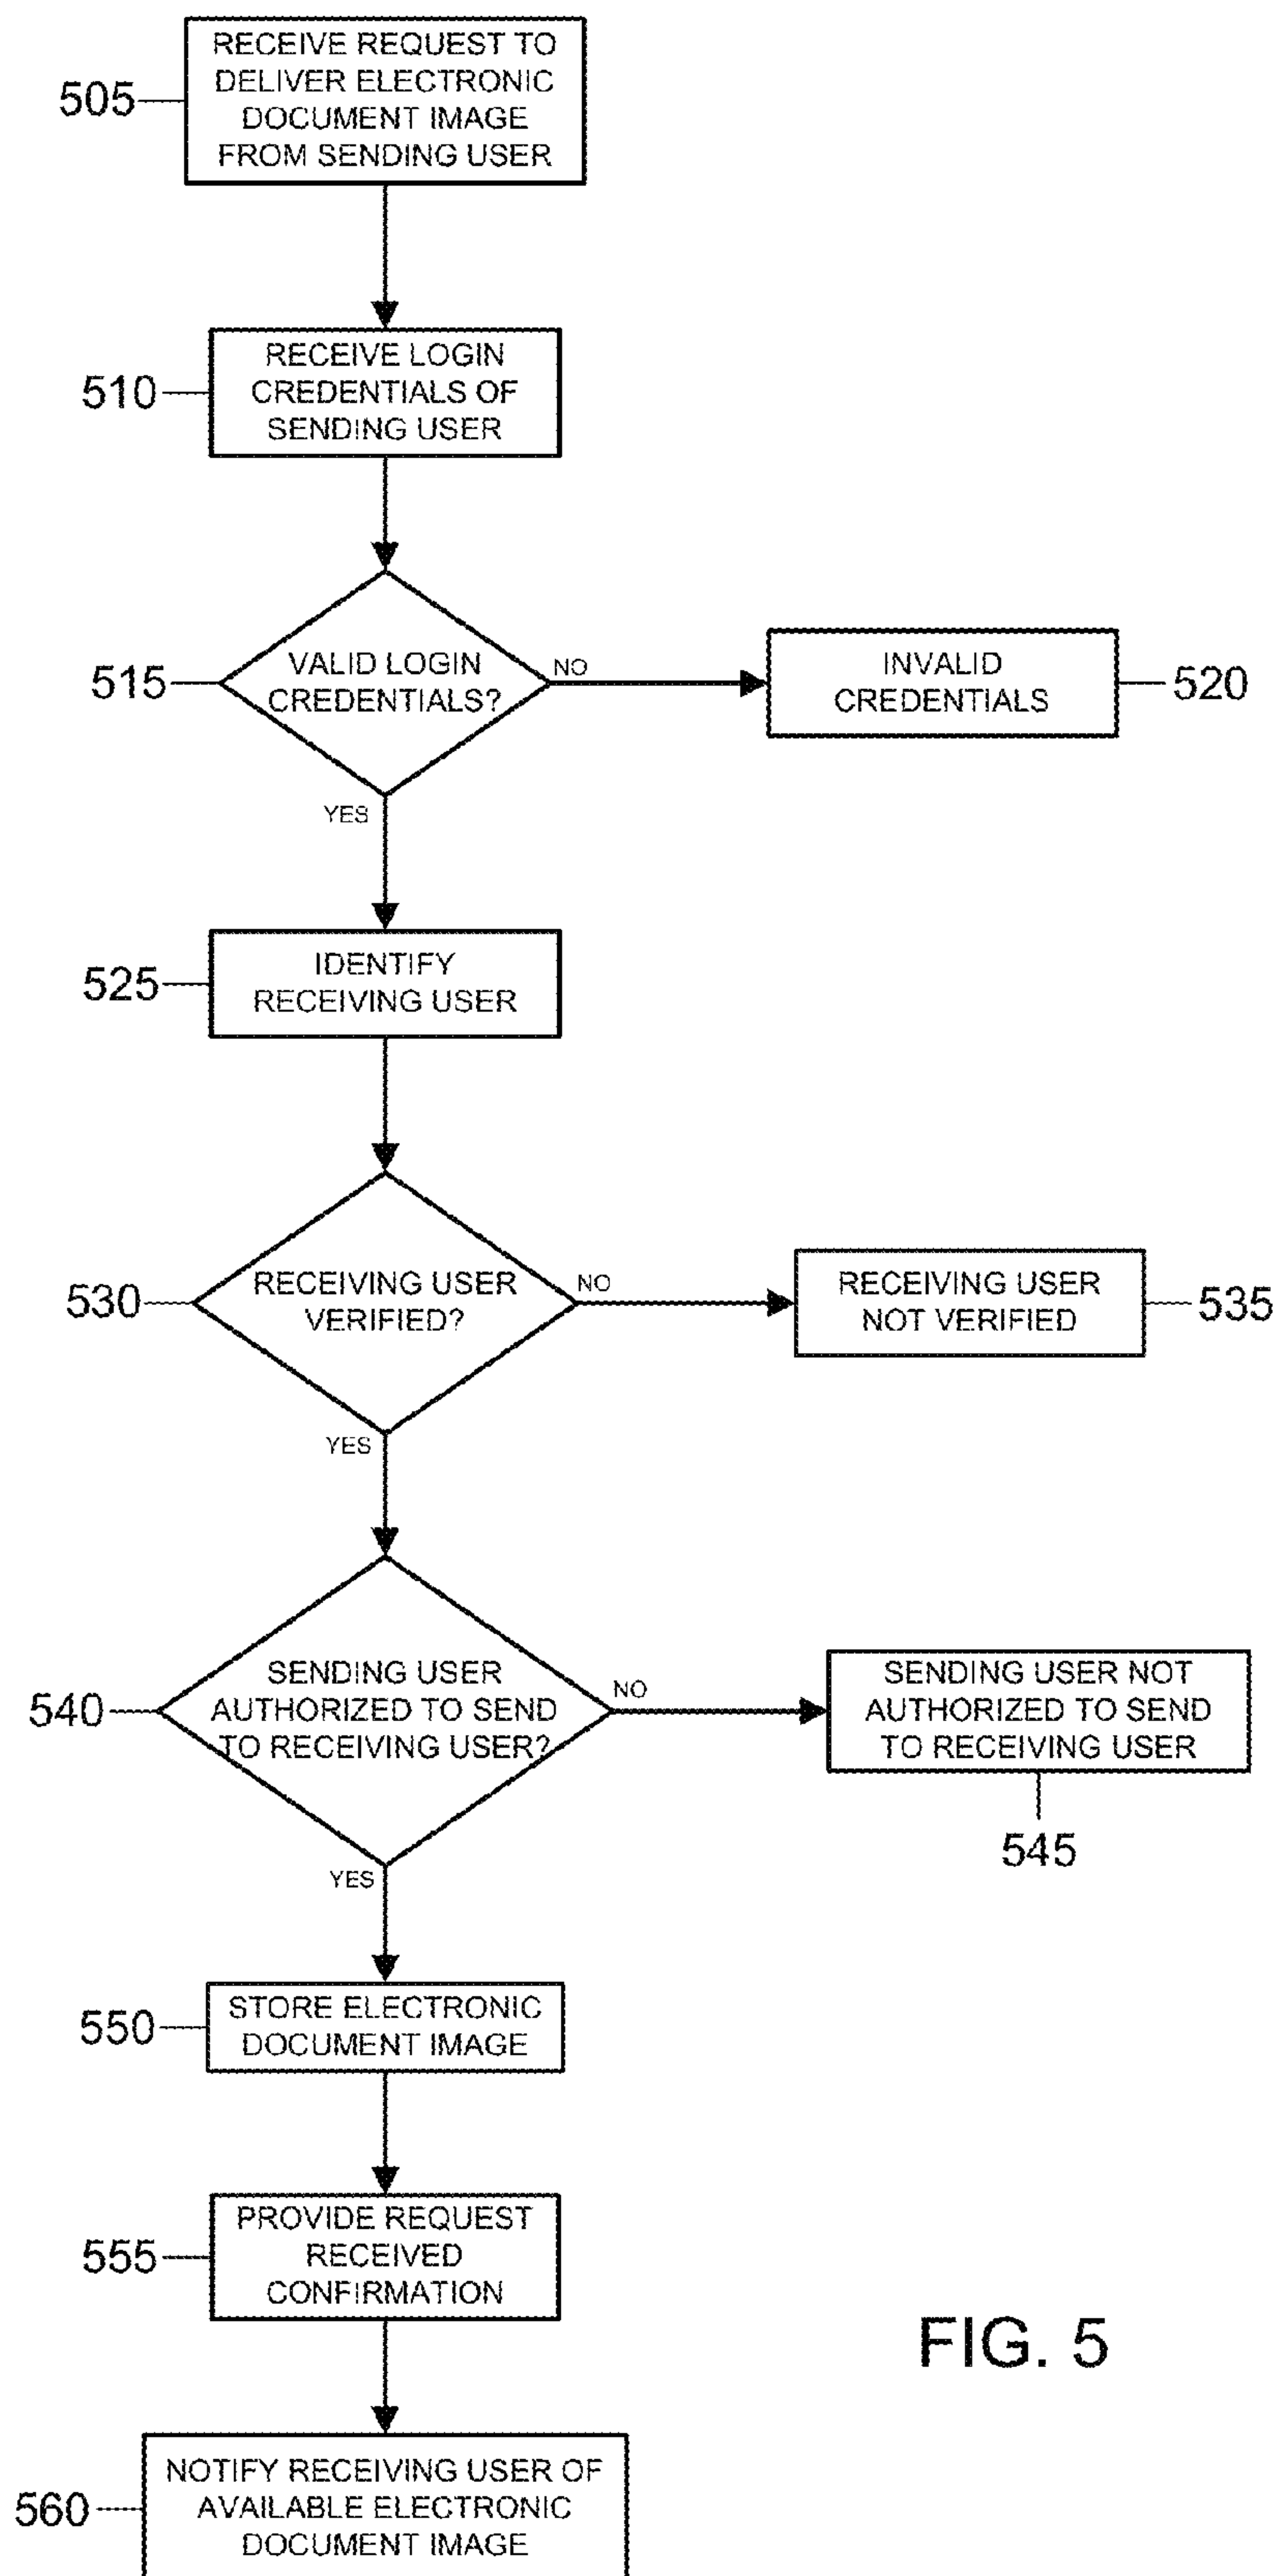 RECEIVE REQUEST TO
DELIVER ELECTRONIC
DOCUMENT IMAGE
FROM SENDING USER
505
RECEIVE LOGIN
CREDENTIALS OF
SENDING USER
510
VALID LOGIN
CREDENTIALS?
515
NO
INVALID
CREDENTIALS
520
YES
IDENTIFY
RECEIVING USER
525
RECEIVING USER
VERIFIED?
530
NO
RECEIVING USER
NOT VERIFIED
535
YES
SENDING USER
AUTHORIZED TO SEND
TO RECEIVING USER?
540
NO
SENDING USER NOT
AUTHORIZED TO SEND
TO RECEIVING USER
545
YES
STORE ELECTRONIC
DOCUMENT IMAGE
550
PROVIDE REQUEST
RECEIVED
CONFIRMATION
555
FIG. 5
NOTIFY RECEIVING USER OF
AVAILABLE ELECTRONIC
DOCUMENT IMAGE
560